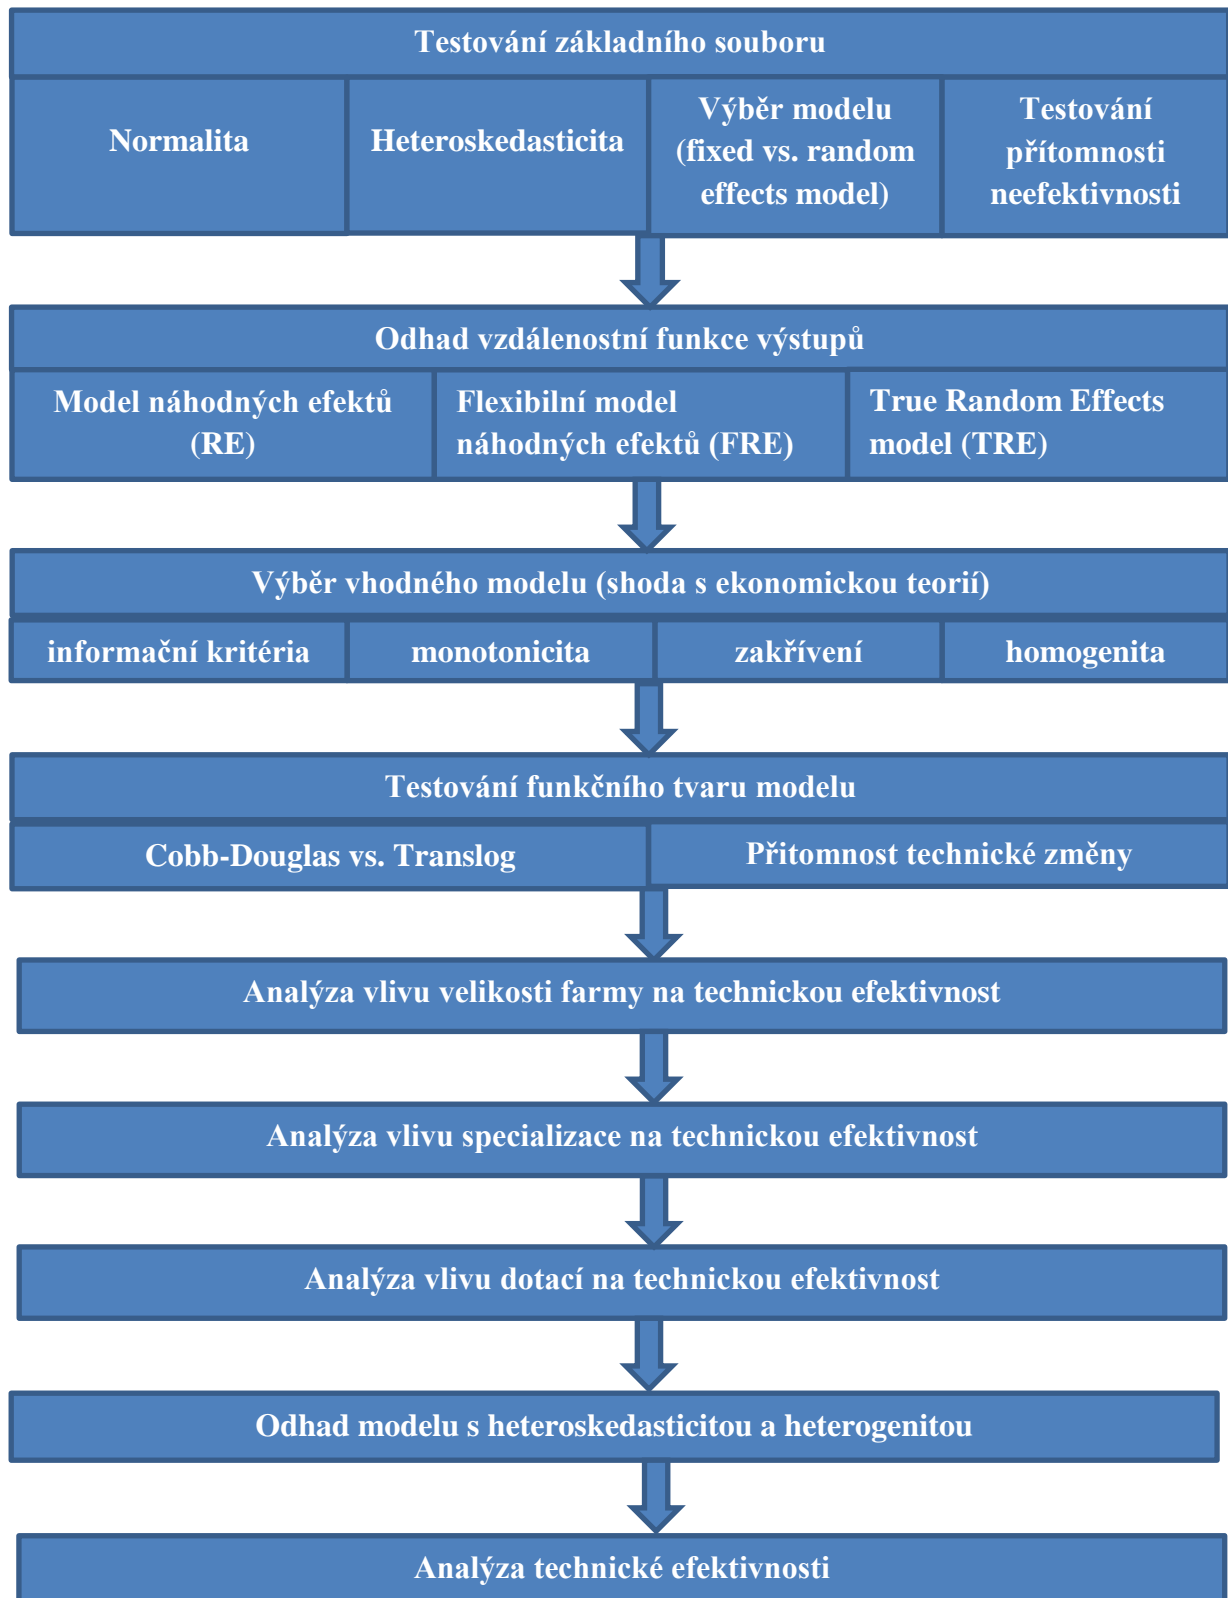 Testování základního souboru
Normalita
Heteroskedasticita
Výběr modelu
(fixed vs. random
effects model)
Testování
přítomnosti
neefektivnosti
Odhad vzdálenostní funkce výstupů
Model náhodných efektů
(RE)
Flexibilní model
náhodných efektů (FRE)
True Random Effects
model (TRE)
Výběr vhodného modelu (shoda s ekonomickou teorií)
informační kritéria
monotonicita
zakřívení
homogenita
Testování funkčního tvaru modelu
Cobb-Douglas vs. Translog
Přitomnost technické změny
Analýza vlivu velikosti farmy na technickou efektivnost
Analýza vlivu specializace na technickou efektivnost
Analýza vlivu dotací na technickou efektivnost
Odhad modelu s heteroskedasticitou a heterogenitou
Analýza technické efektivnosti